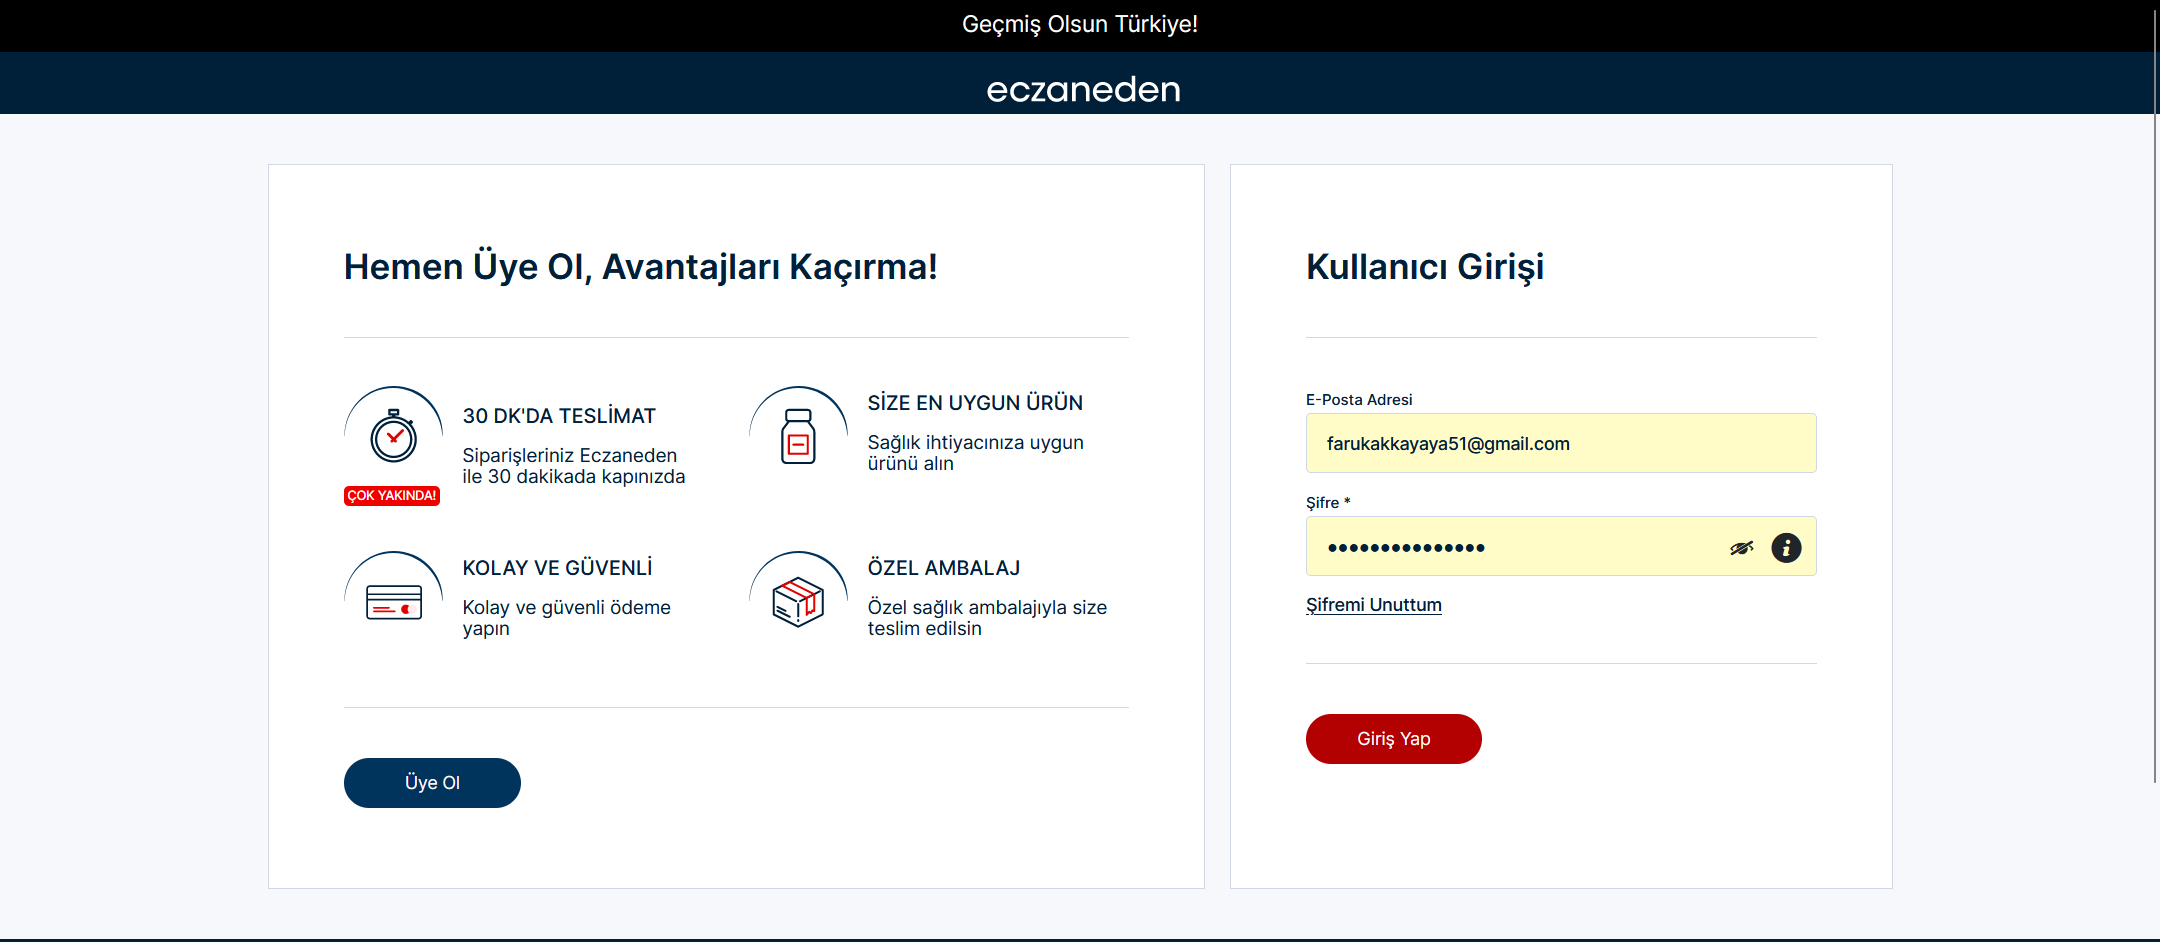 Geçmiş Olsun Türkiye!
eczaneden
Hemen Üye Ol, Avantajları Kaçırma!
30 DK'DA TESLİMAT
Siparişleriniz Eczaneden
ile 30 dakikada kapınızda
ÇOK YAKINDA!
SİZE EN UYGUN ÜRÜN
Sağlık ihtiyacınıza uygun
ürünü alın
KOLAY VE GÜVENLİ
Kolay ve güvenli ödeme
yapın
ÖZEL AMBALAJ
Özel sağlık ambalajıyla size
teslim edilsin
Üye Ol
Kullanıcı Girişi
E-Posta Adresi
farukakkayaya51@gmail.com
Şifre *
•••••••••••••••
Şifremi Unuttum
Giriş Yap